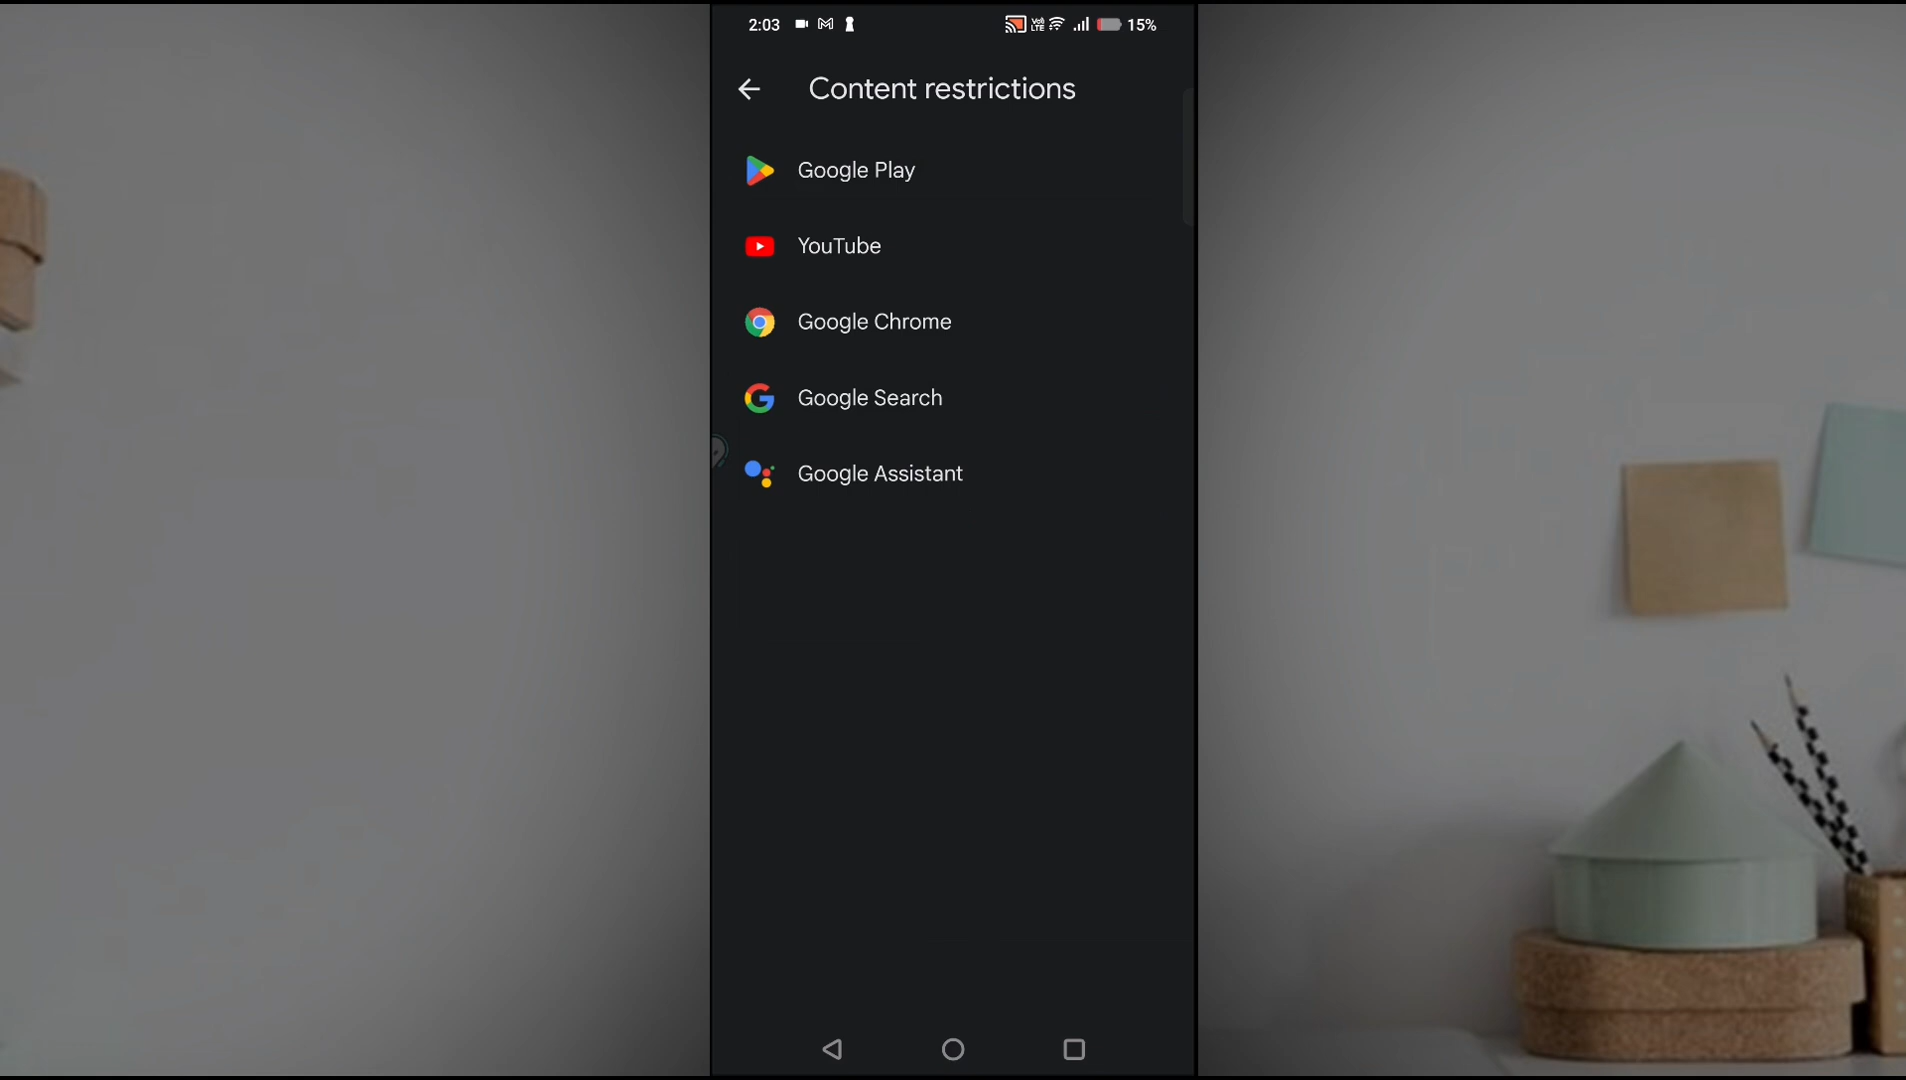 2:03
15%
Content restrictions
Google Play
YouTube
Google Chrome
Google Search
Google Assistant